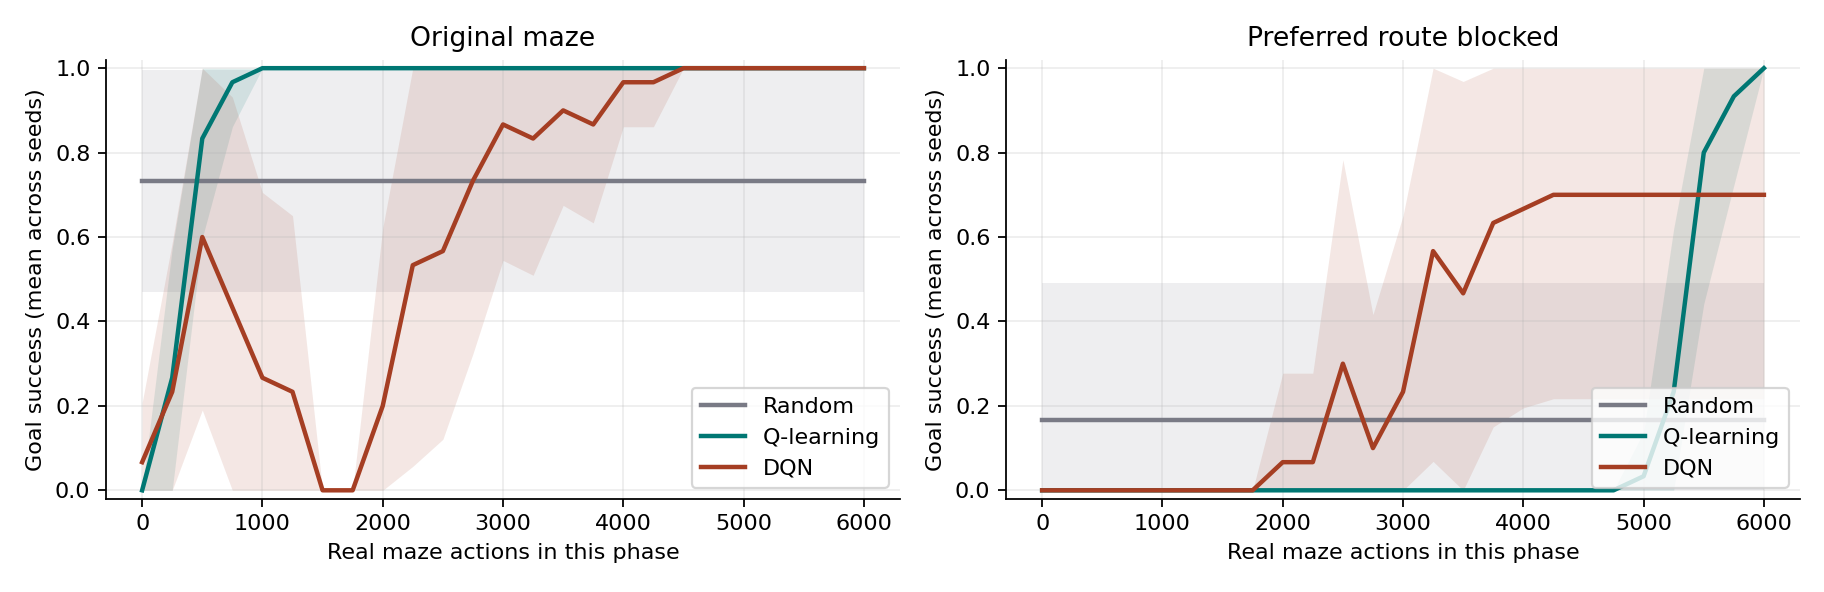 Original maze
Goal success (mean across seeds)
1.0
0.8
0.6
0.4
0.2
0.0
Random
Q-learning
DQN
0 1000 2000 3000 4000 5000 6000
Real maze actions in this phase
Preferred route blocked
Goal success (mean across seeds)
1.0
0.8
0.6
0.4
0.2
0.0
Random
Q-learning
DQN
0 1000 2000 3000 4000 5000 6000
Real maze actions in this phase